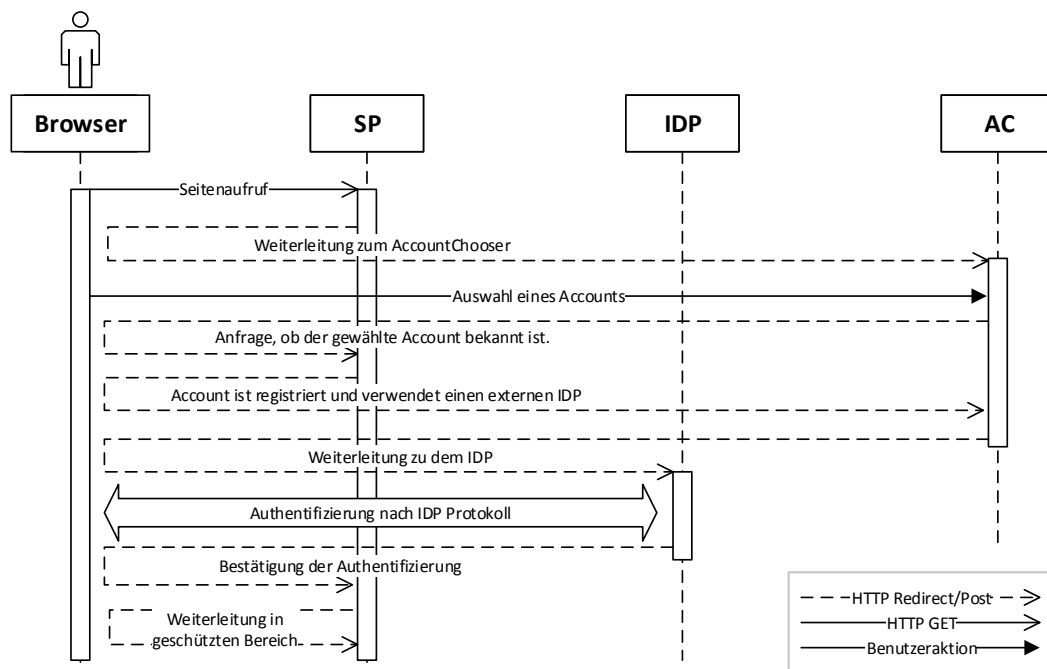 Browser
SP
IDP
AC
Seitenaufruf
Weiterleitung zum AccountChooser
Auswahl eines Accounts
Anfrage, ob der gewählte Account bekannt ist.
Account ist registriert und verwendet einen externen IDP
Weiterleitung zu dem IDP
Authentifizierung nach IDP Protokoll
Bestätigung der Authentifizierung
Weiterleitung in
geschützten Bereich
HTTP Redirect/Post
HTTP GET
Benutzeraktion